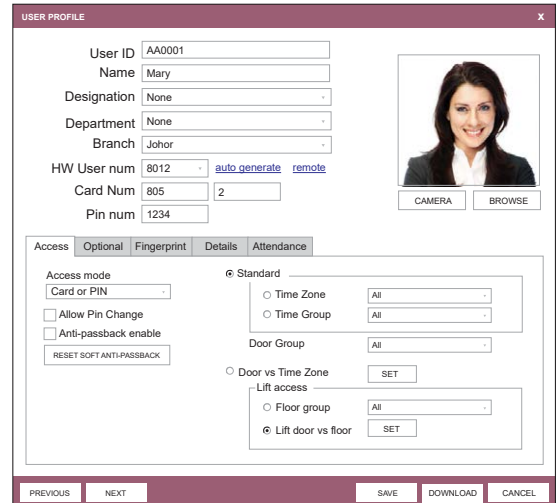 USER PROFILE x
User ID AA0001
Name Mary
Designation None
Department None
Branch Johor
HW User num 8012 auto generate remote
Card Num 805 2
Pin num 1234
CAMERA BROWSE
Access Optional Fingerprint Details Attendance
Access mode
Card or PIN
Allow Pin Change
Anti-passback enable
RESET SOFT ANTI-PASSBACK
Standard
Time Zone All
Time Group All
Door Group All
Door vs Time Zone SET
Lift access
Floor group All
Lift door vs floor SET
PREVIOUS NEXT SAVE DOWNLOAD CANCEL